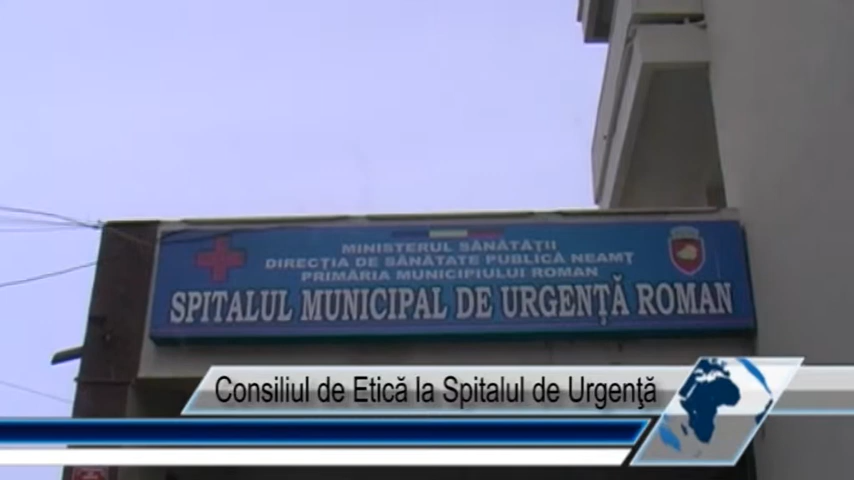 MINISTERUL SĂNĂTĂȚII
DIRECȚIA DE SĂNĂTATE PUBLICĂ NEAMȚ
PRIMĂRIA MUNICIPIULUI ROMAN
SPITALUL MUNICIPAL DE URGENȚĂ ROMAN
Consiliul de Etică la Spitalul de Urgenţă